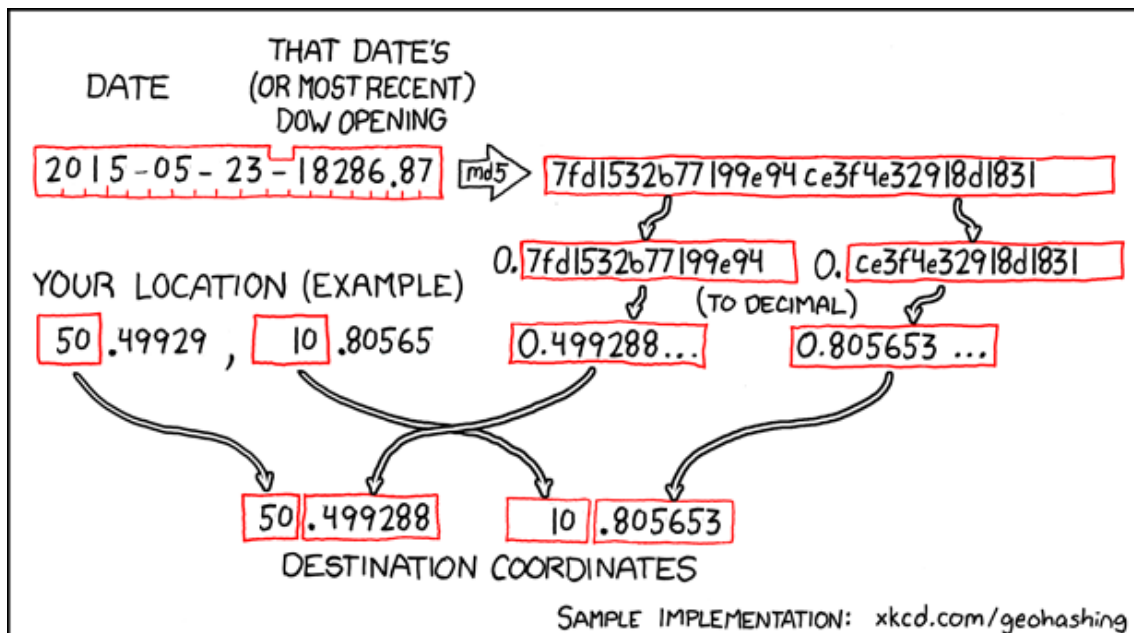 THAT DATE'S
DATE (OR MOST RECENT)
DOW OPENING
2015-05-23-18286.87 md5 7fd1532b77199e94ce3f4e32918d1831
0.7fd1532b77199e94 0.ce3f4e32918d1831
YOUR LOCATION (EXAMPLE) (TO DECIMAL)
50.49929, 10.80565 0.499288... 0.805653...
50.499288 10.805653
DESTINATION COORDINATES
SAMPLE IMPLEMENTATION: xkcd.com/geohashing